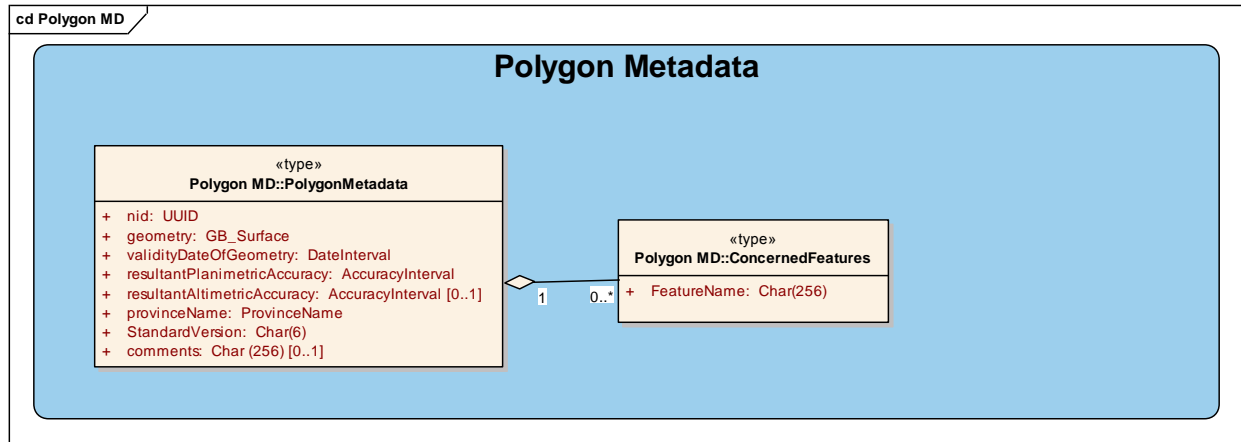 cd Polygon MD
Polygon Metadata
«type»
Polygon MD::PolygonMetadata
+ nid: UUID
+ geometry: GB_Surface
+ validityDateOfGeometry: DateInterval
+ resultantPlanimetricAccuracy: AccuracyInterval
+ resultantAltimetricAccuracy: AccuracyInterval [0..1]
+ provinceName: ProvinceName
+ StandardVersion: Char(6)
+ comments: Char (256) [0..1]
1
0..*
«type»
Polygon MD::ConcernedFeatures
+ FeatureName: Char(256)